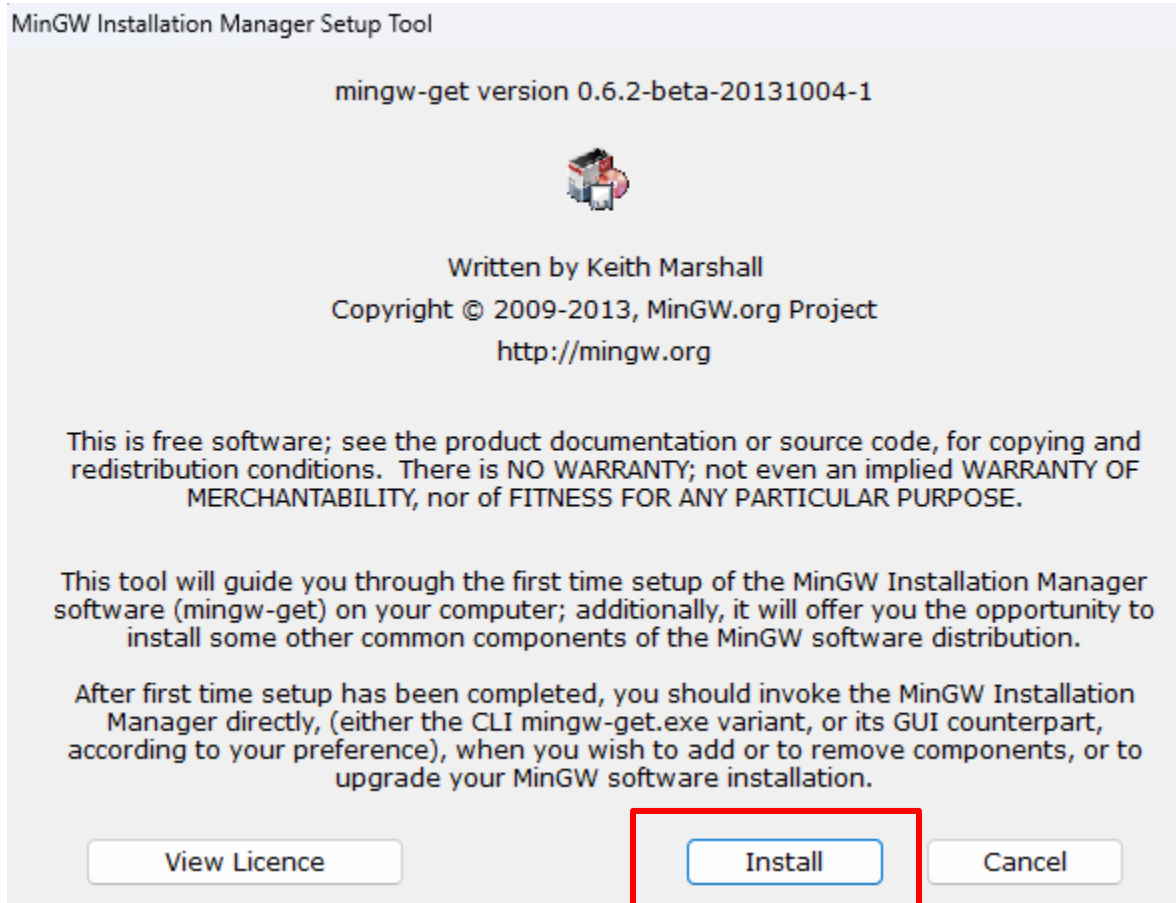 MinGW Installation Manager Setup Tool
mingw-get version 0.6.2-beta-20131004-1
Written by Keith Marshall
Copyright © 2009-2013, MinGW.org Project
http://mingw.org
This is free software; see the product documentation or source code, for copying and
redistribution conditions.  There is NO WARRANTY; not even an implied WARRANTY OF
MERCHANTABILITY, nor of FITNESS FOR ANY PARTICULAR PURPOSE.
This tool will guide you through the first time setup of the MinGW Installation Manager
software (mingw-get) on your computer; additionally, it will offer you the opportunity to
install some other common components of the MinGW software distribution.
After first time setup has been completed, you should invoke the MinGW Installation
Manager directly, (either the CLI mingw-get.exe variant, or its GUI counterpart,
according to your preference), when you wish to add or to remove components, or to
upgrade your MinGW software installation.
View Licence Install Cancel